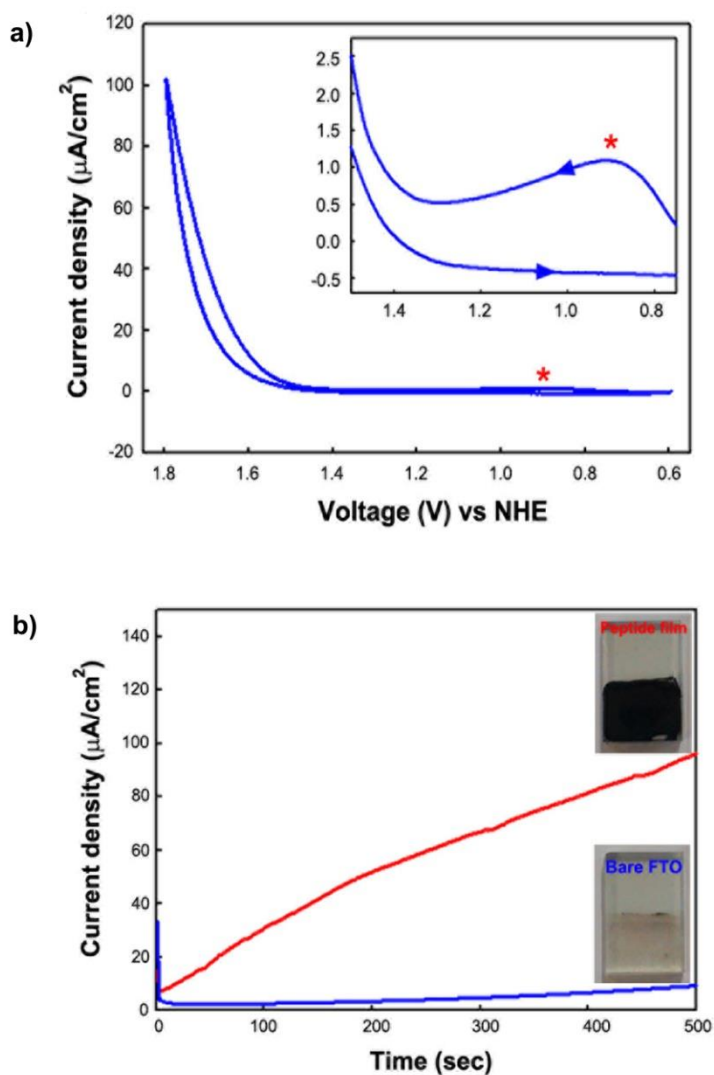 a)
120
100
80
60
40
20
0
-20
Current density (μA/cm²)
2.5
2.0
1.5
1.0
0.5
0.0
-0.5
1.4 1.2 1.0 0.8
*
*
1.8 1.6 1.4 1.2 1.0 0.8 0.6
Voltage (V) vs NHE
b)
140
120
100
80
60
40
20
0
Current density (μA/cm²)
Peptide film
Bare FTO
0 100 200 300 400 500
Time (sec)